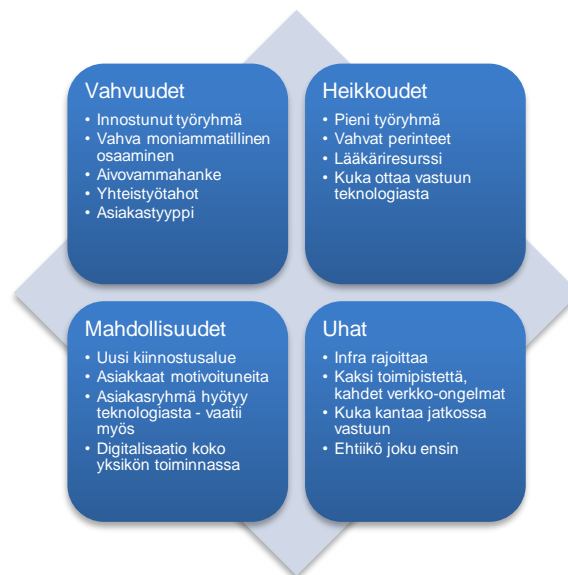 Vahvuudet
• Innostunut työryhmä
• Vahva moniammatillinen
osaaminen
• Aivovammahanke
• Yhteistyötahot
• Asiakastyyppi
Heikkoudet
• Pieni työryhmä
• Vahvat perinteet
• Lääkäriresurssi
• Kuka ottaa vastuun
teknologiasta
Mahdollisuudet
• Uusi kiinnostusalue
• Asiakkaat motivoituneita
• Asiakasryhmä hyötyy
teknologiasta - vaatii
myös
• Digitalisaatio koko
yksikön toiminnassa
Uhat
• Infra rajoittaa
• Kaksi toimipistettä,
kahdet verkko-ongelmat
• Kuka kantaa jatkossa
vastuun
• Ehtiikö joku ensin